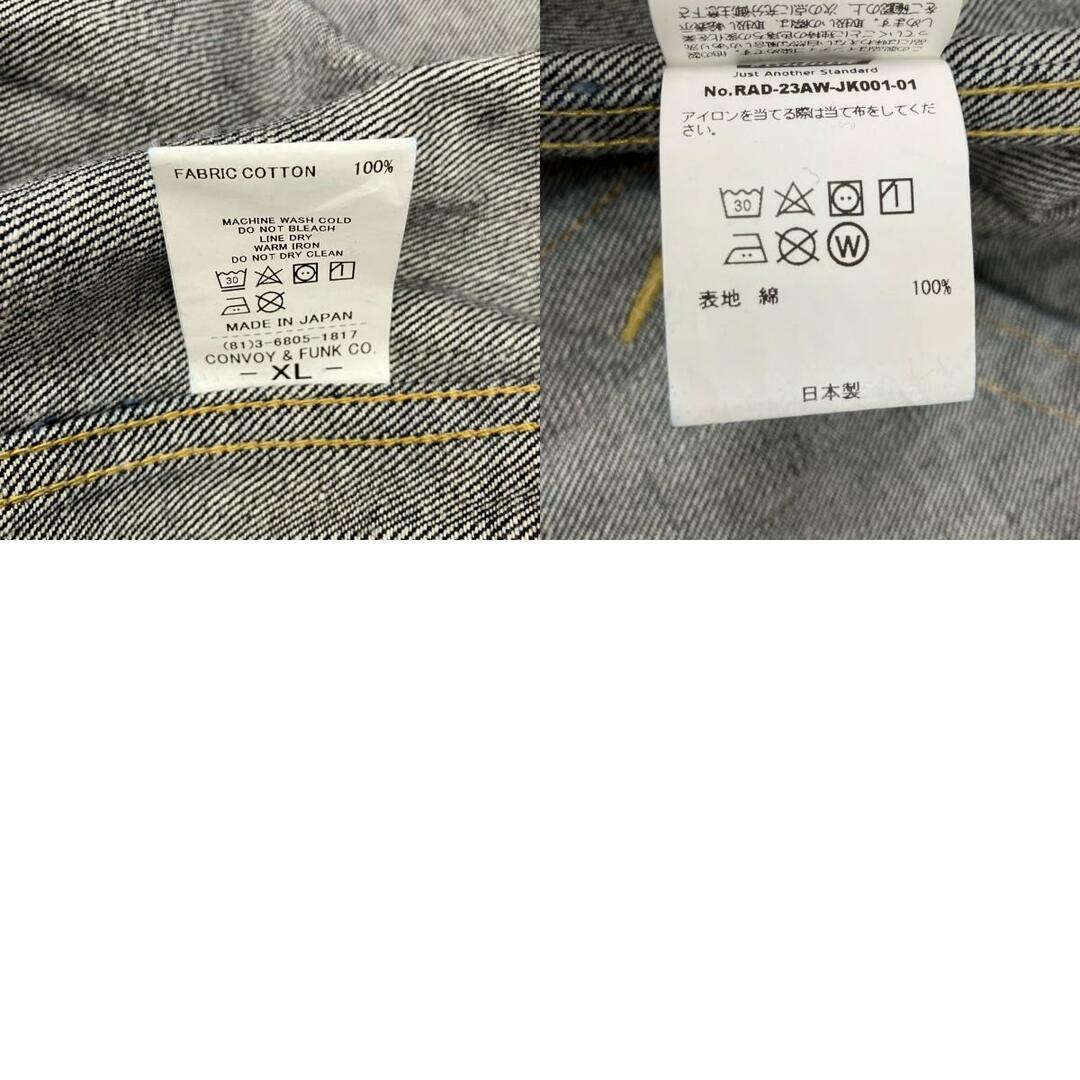 FABRIC COTTON 100%
MACHINE WASH COLD
DO NOT BLEACH
LINE DRY
WARM IRON
DO NOT DRY CLEAN
30
1
MADE IN JAPAN
(81)3-6805-1817
CONVOY & FUNK CO.
- XL -
Just Another Standard
No.RAD-23AW-JK001-01
アイロンを当てる際は当て布をしてくだ
さい。
30
1
W
表地 綿 100%
日本製